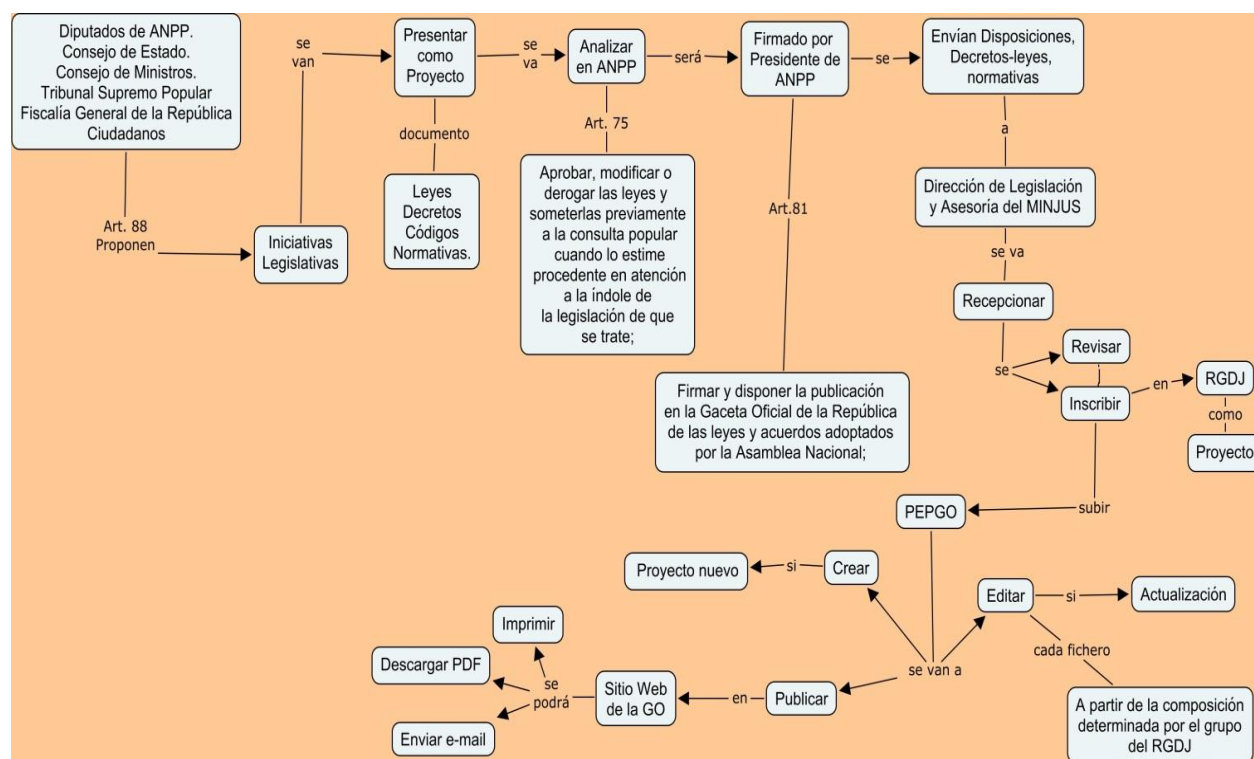 Diputados de ANPP.
Consejo de Estado.
Consejo de Ministros.
Tribunal Supremo Popular
Fiscalía General de la República
Ciudadanos
Art. 88
Proponen
Iniciativas
Legislativas
se
van
Presentar
como
Proyecto
documento
Leyes
Decretos
Códigos
Normativas.
se
va
Analizar
en ANPP
Art. 75
Aprobar, modificar o
derogar las leyes y
someterlas previamente
a la consulta popular
cuando lo estime
procedente en atención
a la índole de
la legislación de que
se trate;
será
Firmado por
Presidente de
ANPP
Art.81
Firmar y disponer la publicación
en la Gaceta Oficial de la República
de las leyes y acuerdos adoptados
por la Asamblea Nacional;
se
Envían Disposiciones,
Decretos-leyes,
normativas
a
Dirección de Legislación
y Asesoría del MINJUS
se va
Recepcionar
se
Revisar
Inscribir
en
RGDJ
como
Proyecto
subir
PEPGO
se van a
Crear
si
Proyecto nuevo
Editar
si
Actualización
cada fichero
A partir de la composición
determinada por el grupo
del RGDJ
Publicar
en
Sitio Web
de la GO
se
podrá
Imprimir
Descargar PDF
Enviar e-mail